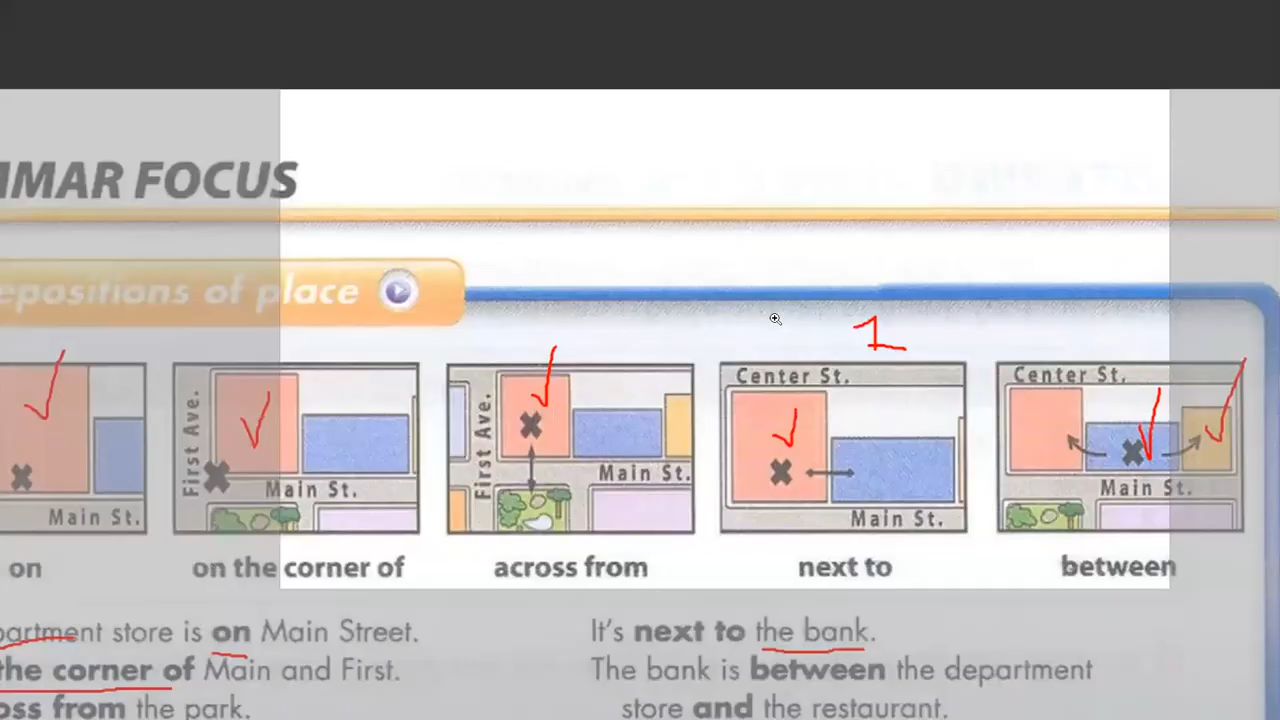 MMAR FOCUS
epositions of place
1
First Ave.
First Ave.
Center St.
Center St.
Main St.
Main St.
Main St.
Main St.
Main St.
on
on the corner of
across from
next to
between
partment store is on Main Street.
the corner of Main and First.
oss from the park.
It's next to the bank.
The bank is between the department
store and the restaurant.